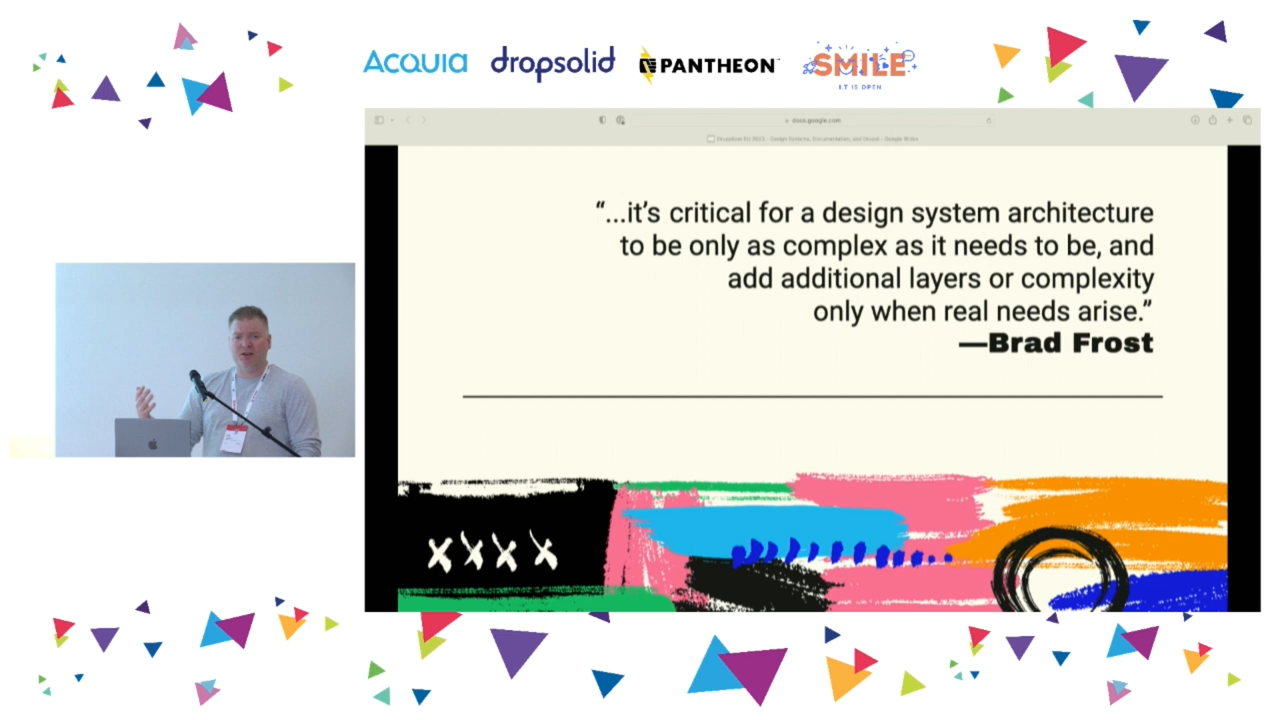 ACQUIA dropsolid PANTHEON SMILE
IT IS OPEN
docs.google.com
“...it’s critical for a design system architecture
to be only as complex as it needs to be, and
add additional layers or complexity
only when real needs arise.”
—Brad Frost